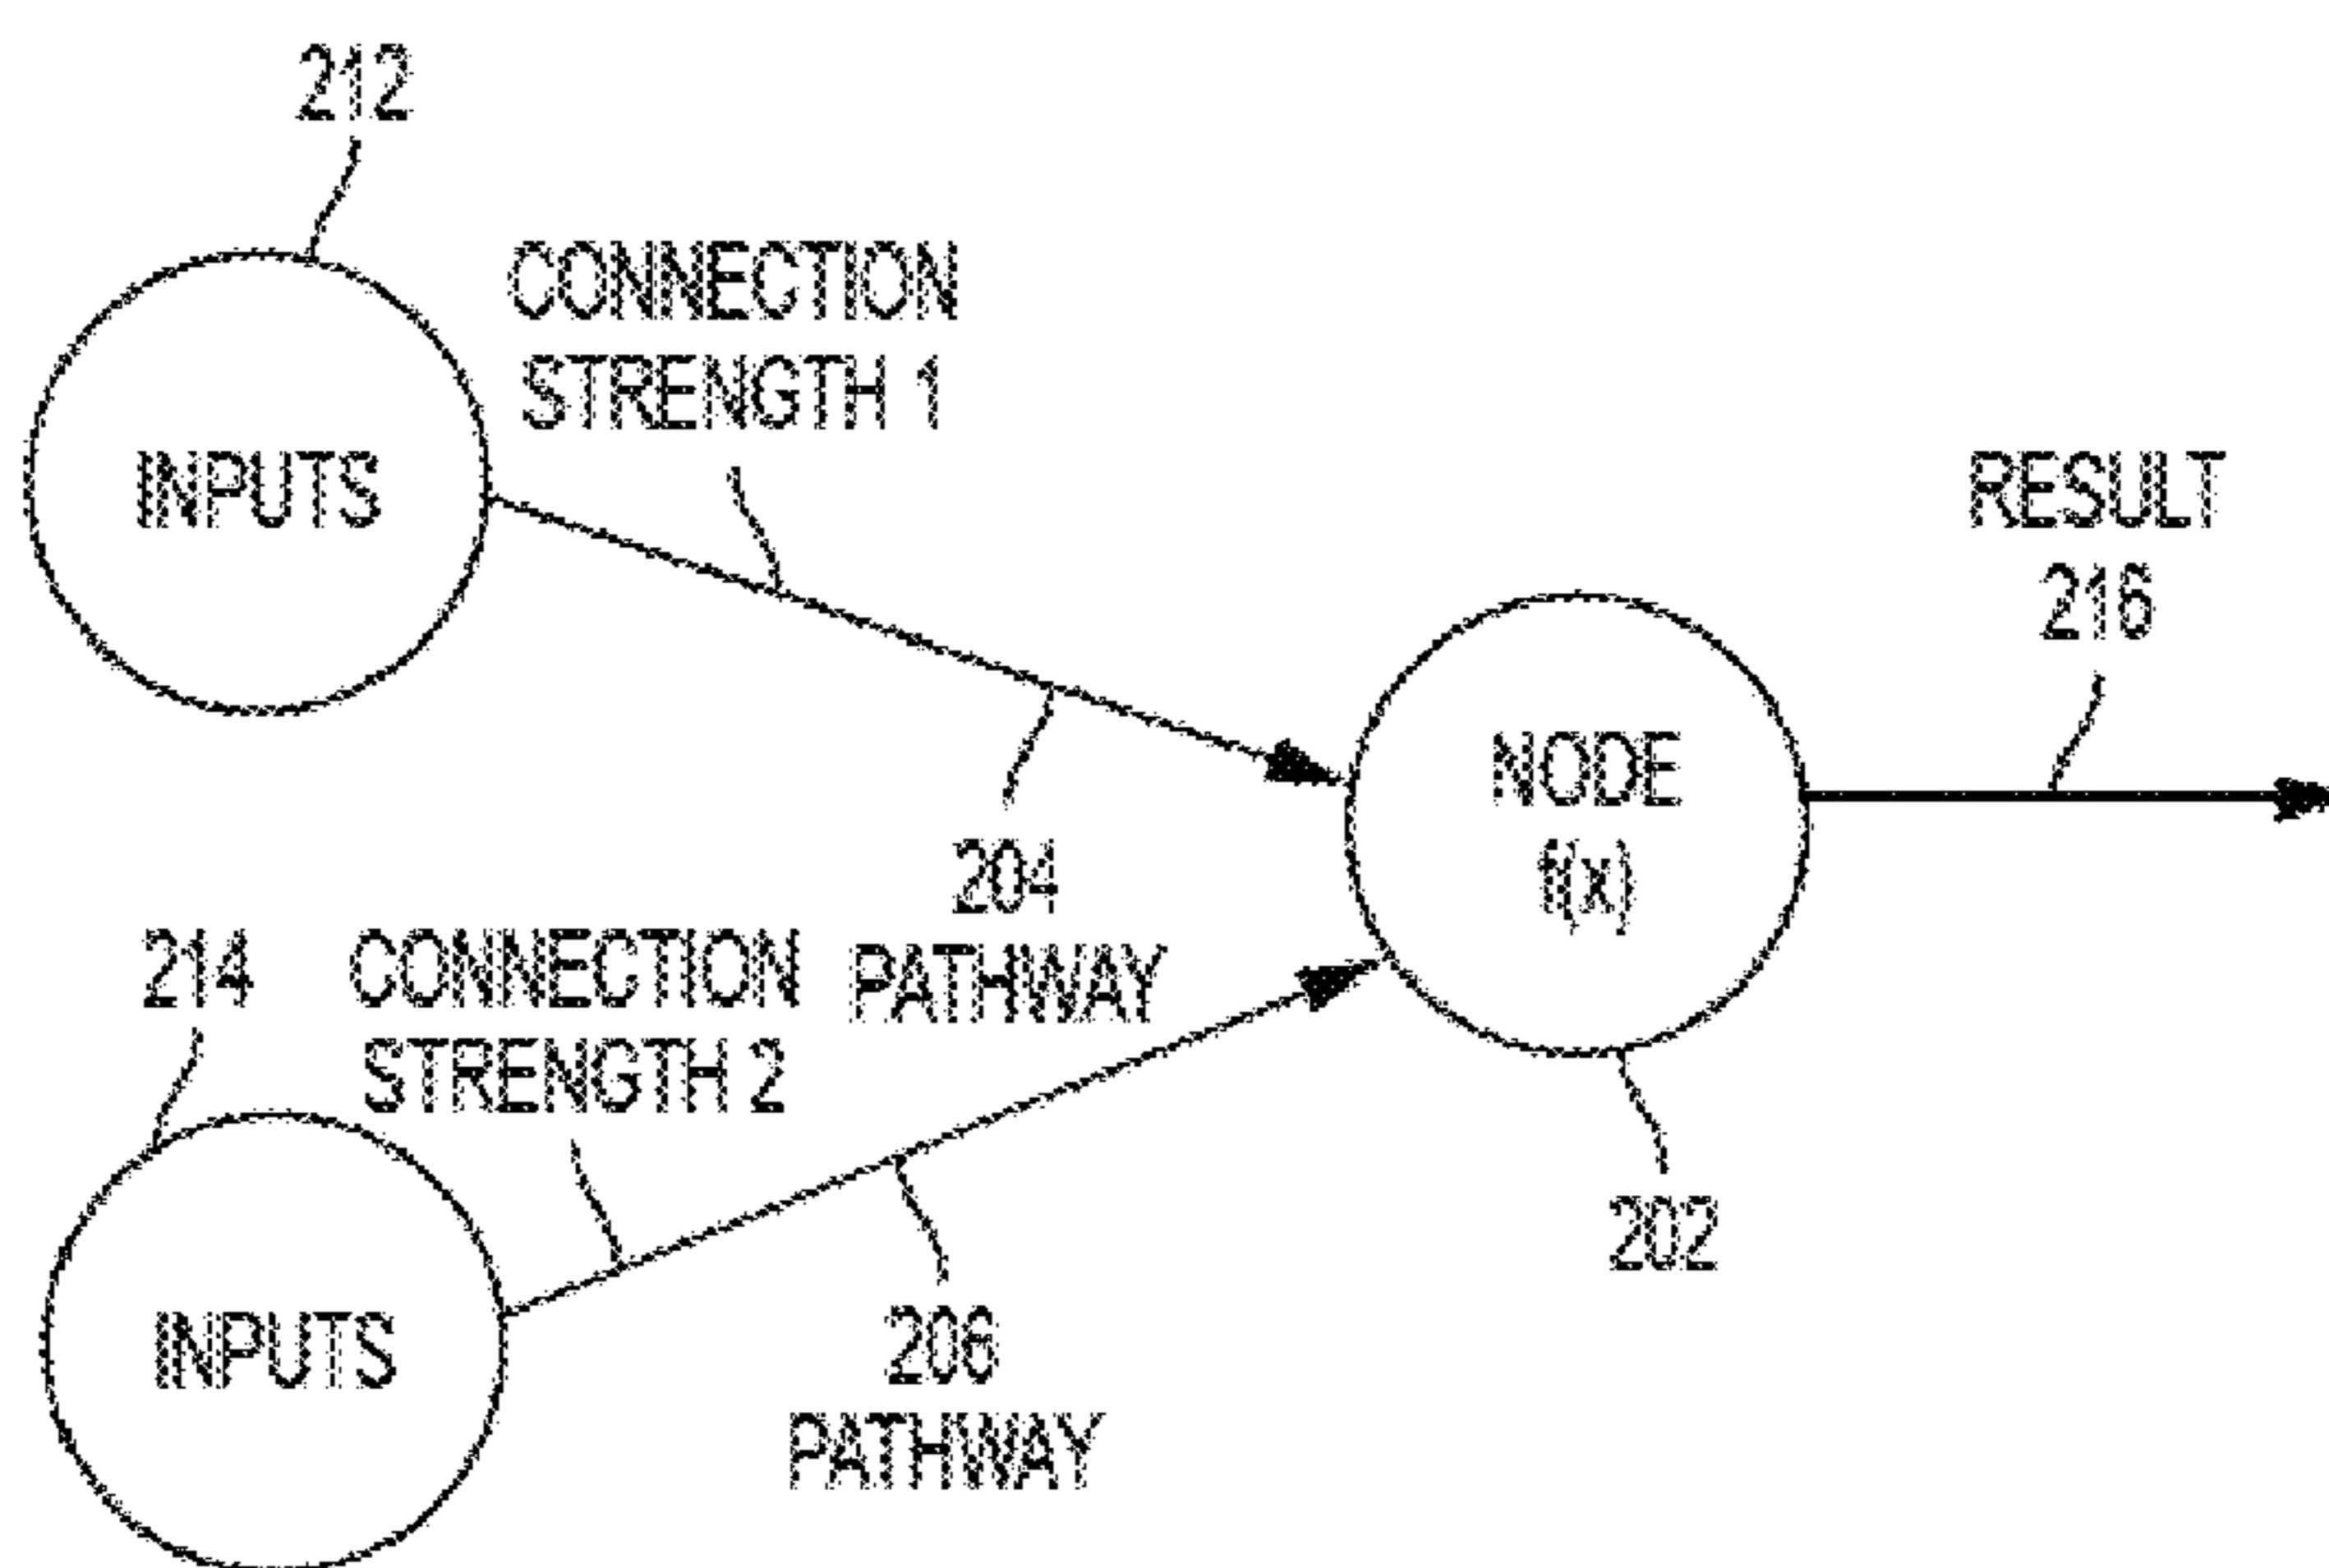 212
CONNECTION
STRENGTH 1
INPUTS
RESULT
216
NODE
f(x)
204
PATHWAY
214
CONNECTION
STRENGTH 2
202
INPUTS
206
PATHWAY